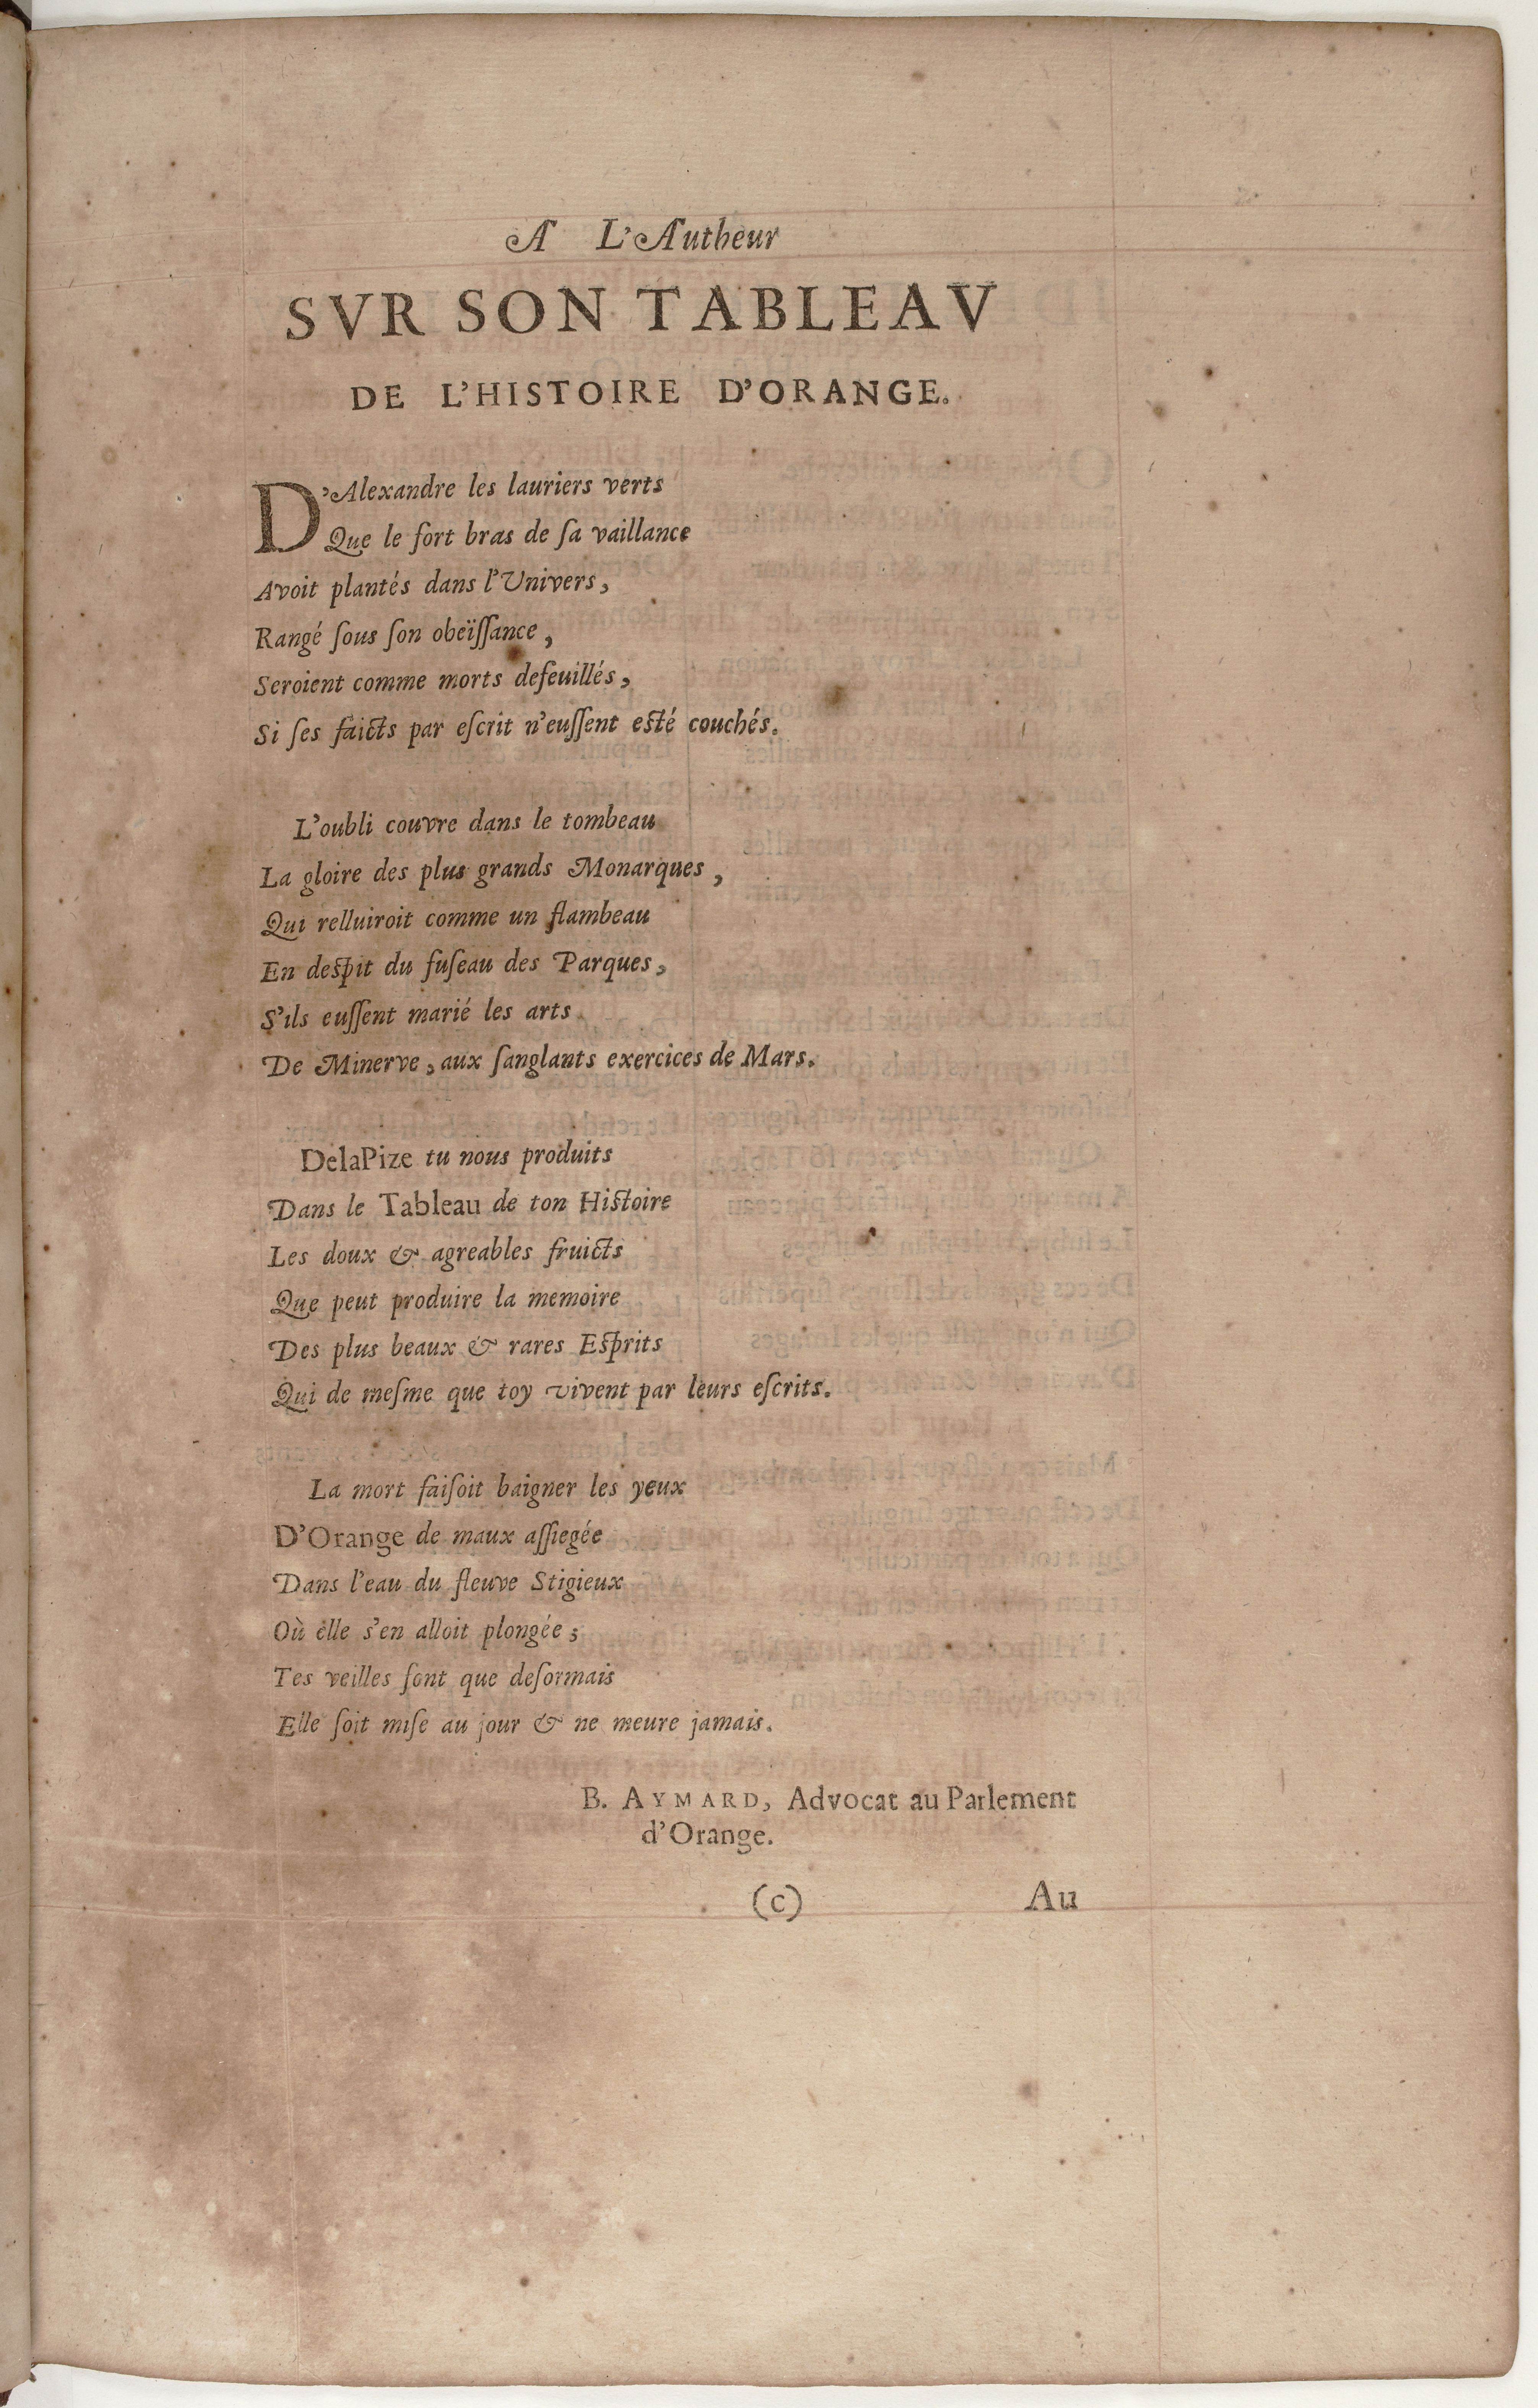 A L'Autheur
SVR SON TABLEAV
DE L'HISTOIRE D'ORANGE.
D'Alexandre les lauriers verts
Que le fort bras de ſa vaillance
Avoit plantés dans l'Univers,
Rangé ſous ſon obeïſſance,
Seroient comme morts defeuillés,
Si ſes faicts par eſcrit n'euſſent esté couchés.
L'oubli couvre dans le tombeau
La gloire des plus grands Monarques,
Qui relluiroit comme un flambeau
En despit du fuſeau des Parques,
S'ils euſſent marié les arts
De Minerve, aux ſanglants exercices de Mars.
DelaPize tu nous produits
Dans le Tableau de ton Histoire
Les doux & agreables fruicts
Que peut produire la memoire
Des plus beaux & rares Esprits
Qui de meſme que toy vivent par leurs eſcrits.
La mort faiſoit baigner les yeux
D'Orange de maux aſſiegée
Dans l'eau du fleuve Stigieux
Où elle s'en alloit plongée;
Tes veilles font que deſormais
Elle ſoit miſe au jour & ne meure jamais.
B. AYMARD, Advocat au Parlement
d'Orange.
(c) Au